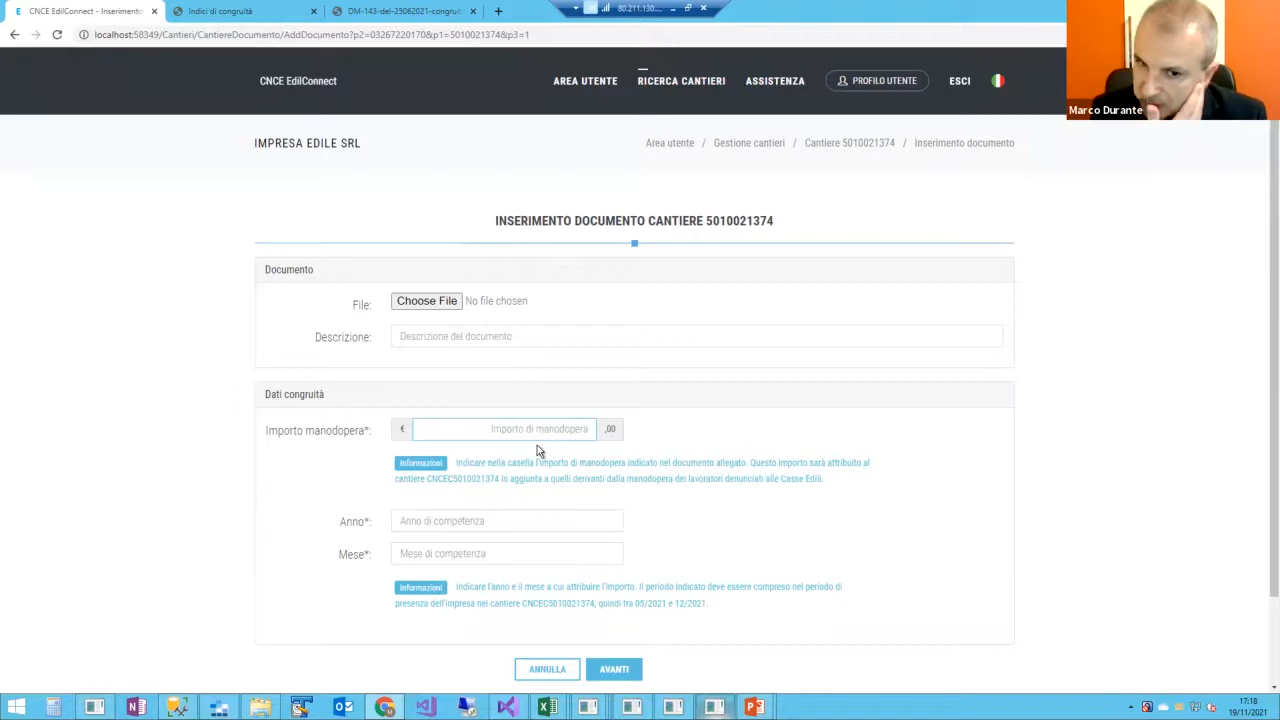 CNCE EdilConnect - Inserimento
Indici di congruità
DM-143-del-25062021-congruit
80.211.130...
localhost:58349/Cantieri/CantiereDocumento/AddDocumento?p2=03267220170&p1=5010021374&p3=1
CNCE EdilConnect
AREA UTENTE
RICERCA CANTIERI
ASSISTENZA
PROFILO UTENTE
ESCI
Marco Durante
IMPRESA EDILE SRL
Area utente / Gestione cantieri / Cantiere 5010021374 / Inserimento documento
INSERIMENTO DOCUMENTO CANTIERE 5010021374
Documento
File: Choose File No file chosen
Descrizione: Descrizione del documento
Dati congruità
Importo manodopera*: € Importo di manodopera ,00
Informazioni Indicare nella casella l'importo di manodopera indicato nel documento allegato. Questo importo sarà attribuito al
cantiere CNCEC5010021374 in aggiunta a quelli derivanti dalla manodopera dei lavoratori denunciati alle Casse Edili.
Anno*: Anno di competenza
Mese*: Mese di competenza
Informazioni Indicare l'anno e il mese a cui attribuire l'importo. Il periodo indicato deve essere compreso nel periodo di
presenza dell'impresa nel cantiere CNCEC5010021374, quindi tra 05/2021 e 12/2021.
ANNULLA
AVANTI
17:18
19/11/2021